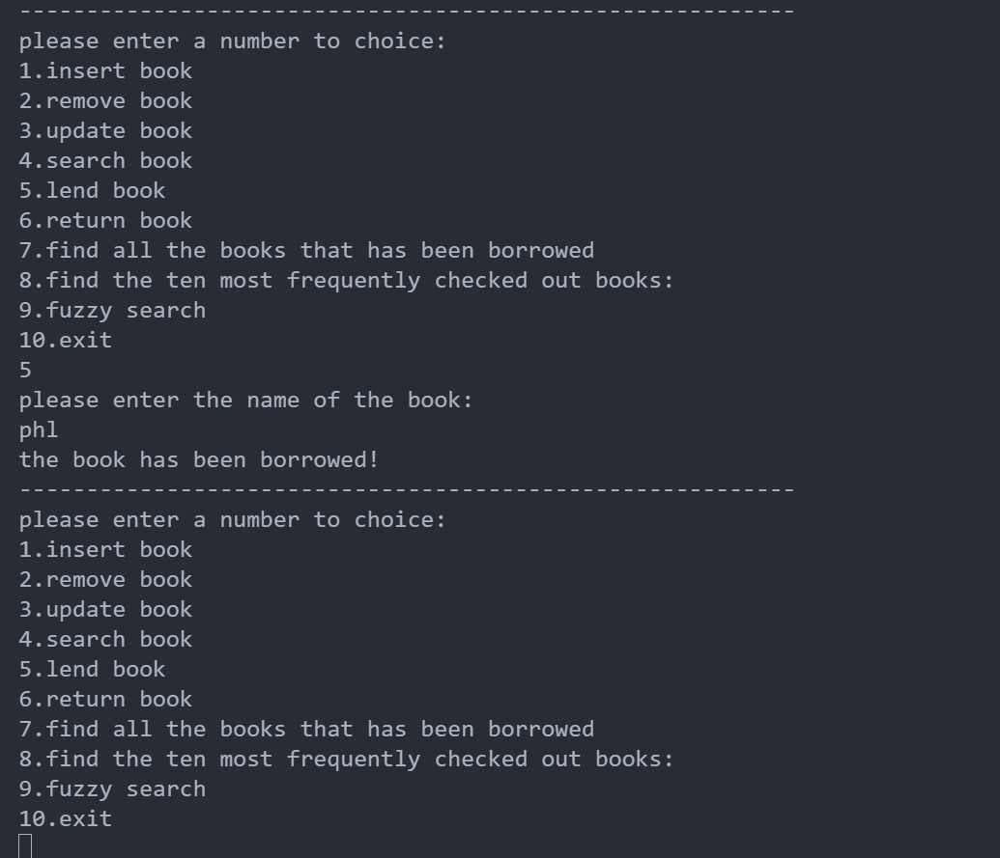 ----------------------------------------------------------
please enter a number to choice:
1.insert book
2.remove book
3.update book
4.search book
5.lend book
6.return book
7.find all the books that has been borrowed
8.find the ten most frequently checked out books:
9.fuzzy search
10.exit
5
please enter the name of the book:
phl
the book has been borrowed!
----------------------------------------------------------
please enter a number to choice:
1.insert book
2.remove book
3.update book
4.search book
5.lend book
6.return book
7.find all the books that has been borrowed
8.find the ten most frequently checked out books:
9.fuzzy search
10.exit